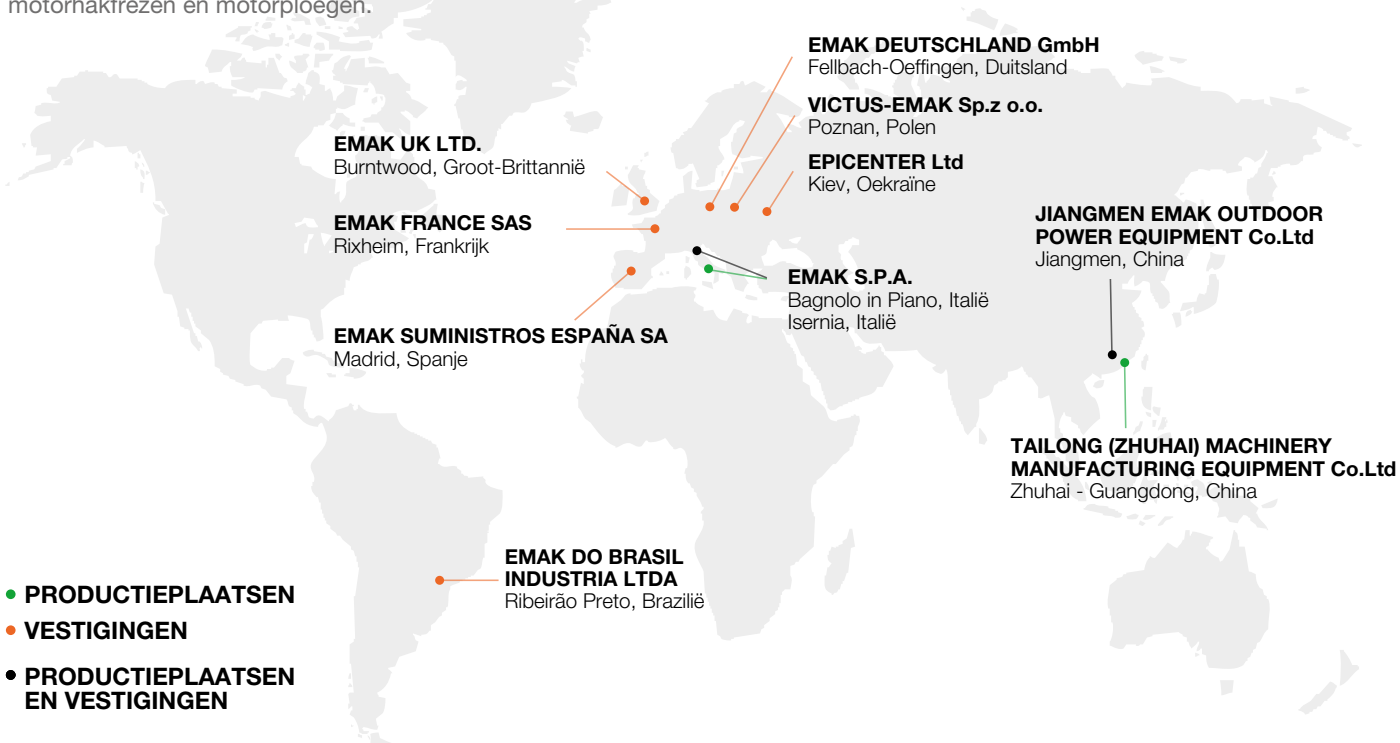 motorhakfrezen en motorploegen.
EMAK DEUTSCHLAND GmbH
Fellbach-Oeffingen, Duitsland
VICTUS-EMAK Sp.z o.o.
Poznan, Polen
EPICENTER Ltd
Kiev, Oekraïne
EMAK UK LTD.
Burntwood, Groot-Brittannië
EMAK FRANCE SAS
Rixheim, Frankrijk
EMAK SUMINISTROS ESPAÑA SA
Madrid, Spanje
EMAK S.P.A.
Bagnolo in Piano, Italië
Isernia, Italië
JIANGMEN EMAK OUTDOOR
POWER EQUIPMENT Co.Ltd
Jiangmen, China
TAILONG (ZHUHAI) MACHINERY
MANUFACTURING EQUIPMENT Co.Ltd
Zhuhai - Guangdong, China
EMAK DO BRASIL
INDUSTRIA LTDA
Ribeirão Preto, Brazilië
PRODUCTIEPLAATSEN
VESTIGINGEN
PRODUCTIEPLAATSEN
EN VESTIGINGEN